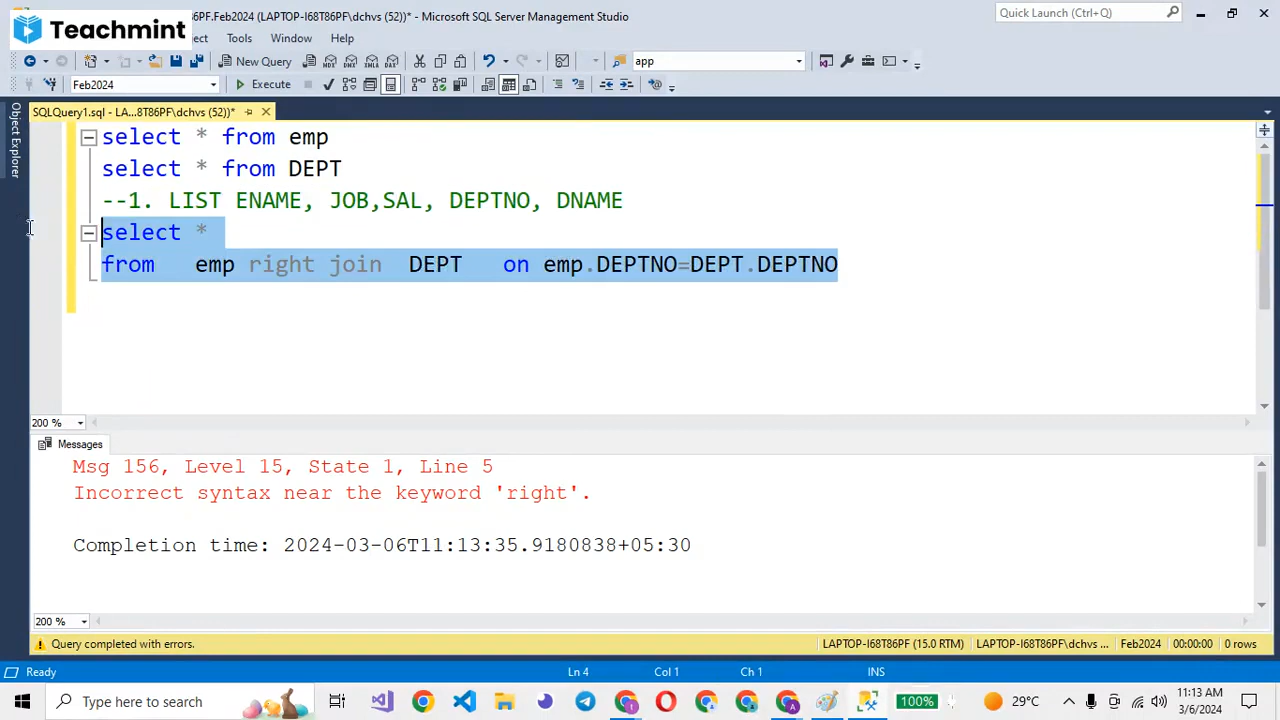 Teachmint
8T86PF.Feb2024 (LAPTOP-I68T86PF\dchvs (52))* - Microsoft SQL Server Management Studio
Quick Launch (Ctrl+Q)
Tools Window Help
New Query
app
Feb2024
Execute
SQLQuery1.sql - LA...8T86PF\dchvs (52))*
Object Explorer
select * from emp
select * from DEPT
--1. LIST ENAME, JOB,SAL, DEPTNO, DNAME
select *
from emp right join DEPT on emp.DEPTNO=DEPT.DEPTNO
200 %
Messages
Msg 156, Level 15, State 1, Line 5
Incorrect syntax near the keyword 'right'.
Completion time: 2024-03-06T11:13:35.9180838+05:30
200 %
Query completed with errors.
LAPTOP-I68T86PF (15.0 RTM)
LAPTOP-I68T86PF\dchvs ...
Feb2024
00:00:00
0 rows
Ready
Ln 4
Col 1
Ch 1
INS
Type here to search
100%
29°C
11:13 AM
3/6/2024